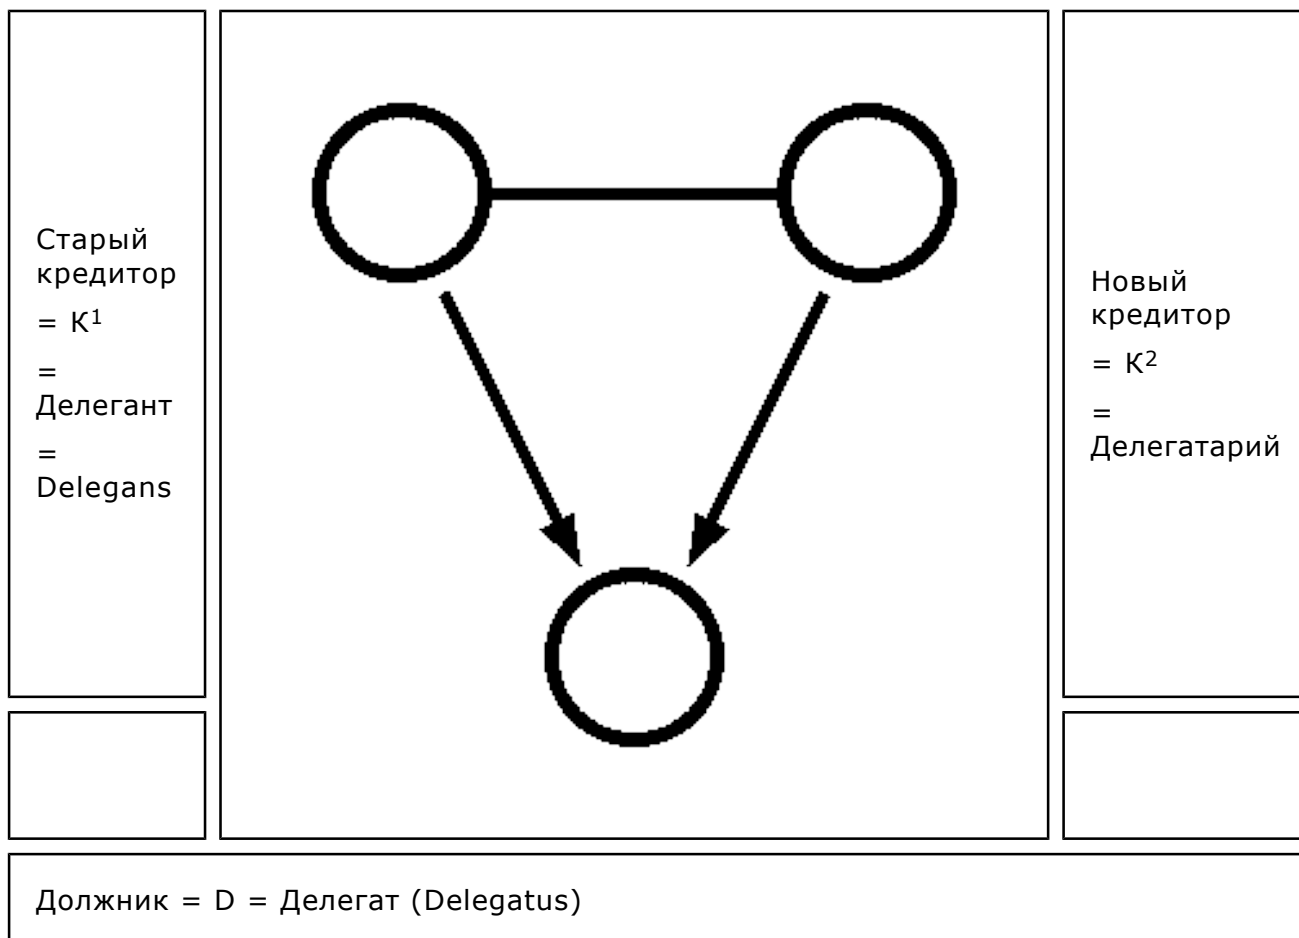 Старый
кредитор
= К¹
=
Делегант
=
Delegans
Новый
кредитор
= К²
=
Делегатарий
Должник = D = Делегат (Delegatus)